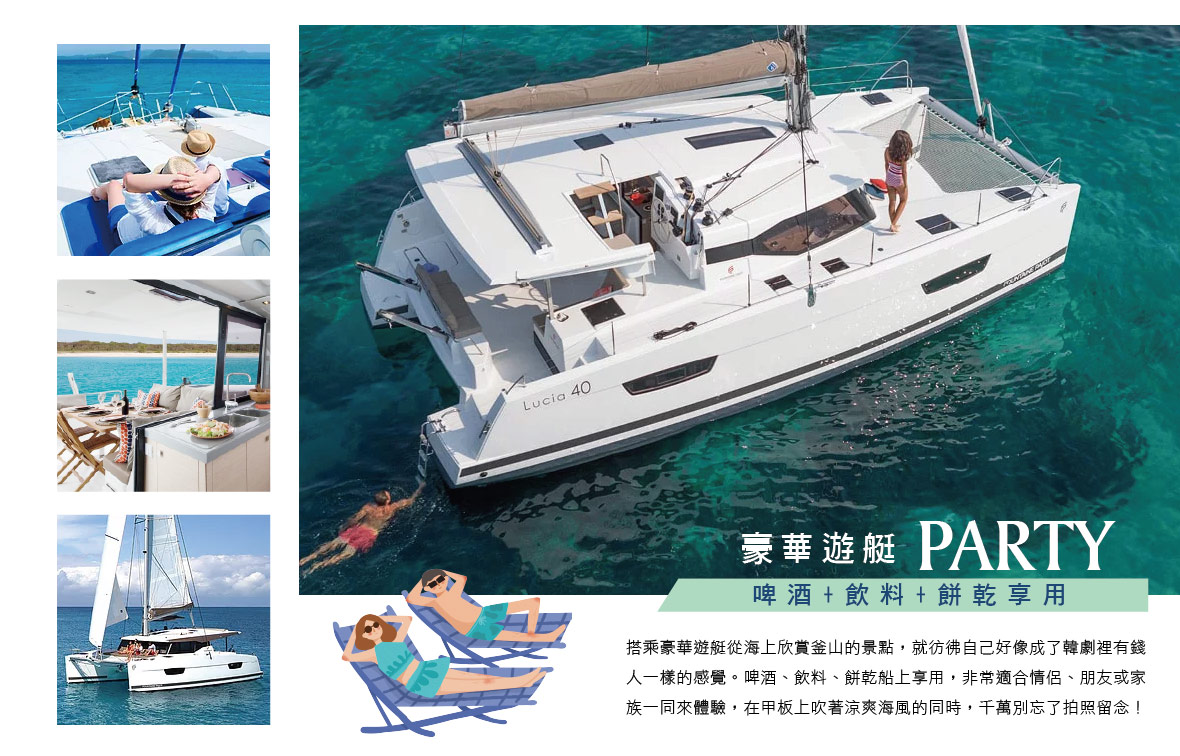 Lucia 40
FOUNTAINE PAJOT
豪華遊艇 PARTY
啤酒+飲料+餅乾享用
搭乘豪華遊艇從海上欣賞釜山的景點，就彷彿自己好像成了韓劇裡有錢
人一樣的感覺。啤酒、飲料、餅乾船上享用，非常適合情侶、朋友或家
族一同來體驗，在甲板上吹著涼爽海風的同時，千萬別忘了拍照留念！